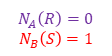 N_A(R) = 0
N_B(S) = 1